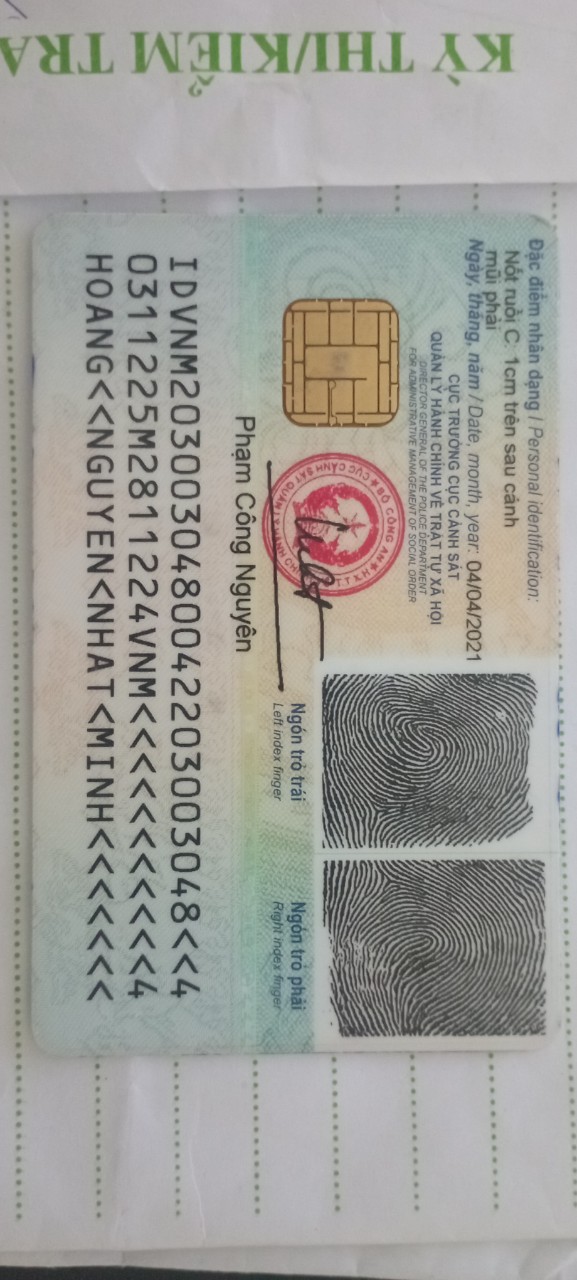 KỲ THI/KIỂM TRA
Đặc điểm nhân dạng / Personal identification:
Nốt ruồi C. 1cm trên sau cánh
mũi phải
Ngày, tháng, năm / Date, month, year: 04/04/2021
CỤC TRƯỞNG CỤC CẢNH SÁT
QUẢN LÝ HÀNH CHÍNH VỀ TRẬT TỰ XÃ HỘI
DIRECTOR GENERAL OF THE POLICE DEPARTMENT
FOR ADMINISTRATIVE MANAGEMENT OF SOCIAL ORDER
BỘ CÔNG AN
CỤC CẢNH SÁT QUẢN LÝ HÀNH CHÍNH
Phạm Công Nguyên
Ngón trỏ trái
Left index finger
Ngón trỏ phải
Right index finger
IDVNM2030030480042203003048<<4
0311225M2811224VNM<<<<<<<<<<<4
HOANG<<NGUYEN<NHAT<MINH<<<<<<<